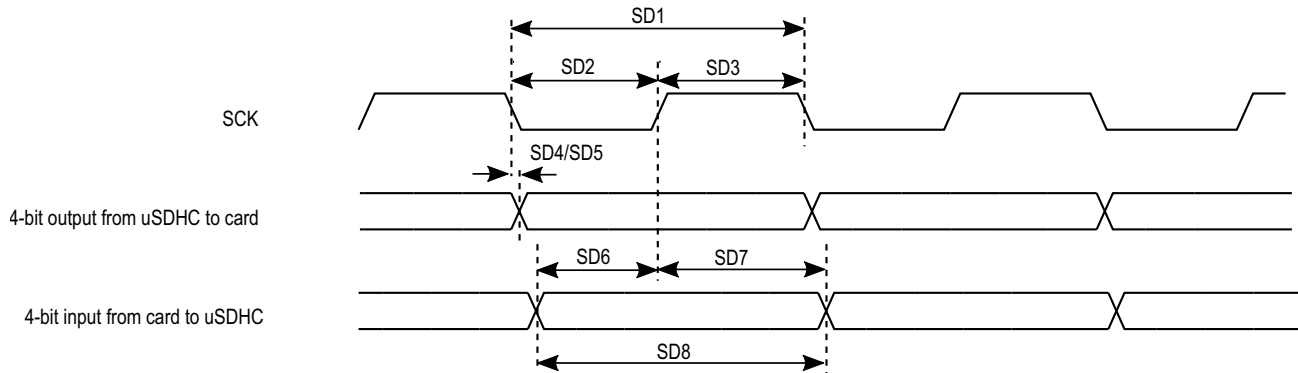 SD1
SD2
SD3
SCK
SD4/SD5
4-bit output from uSDHC to card
SD6
SD7
4-bit input from card to uSDHC
SD8